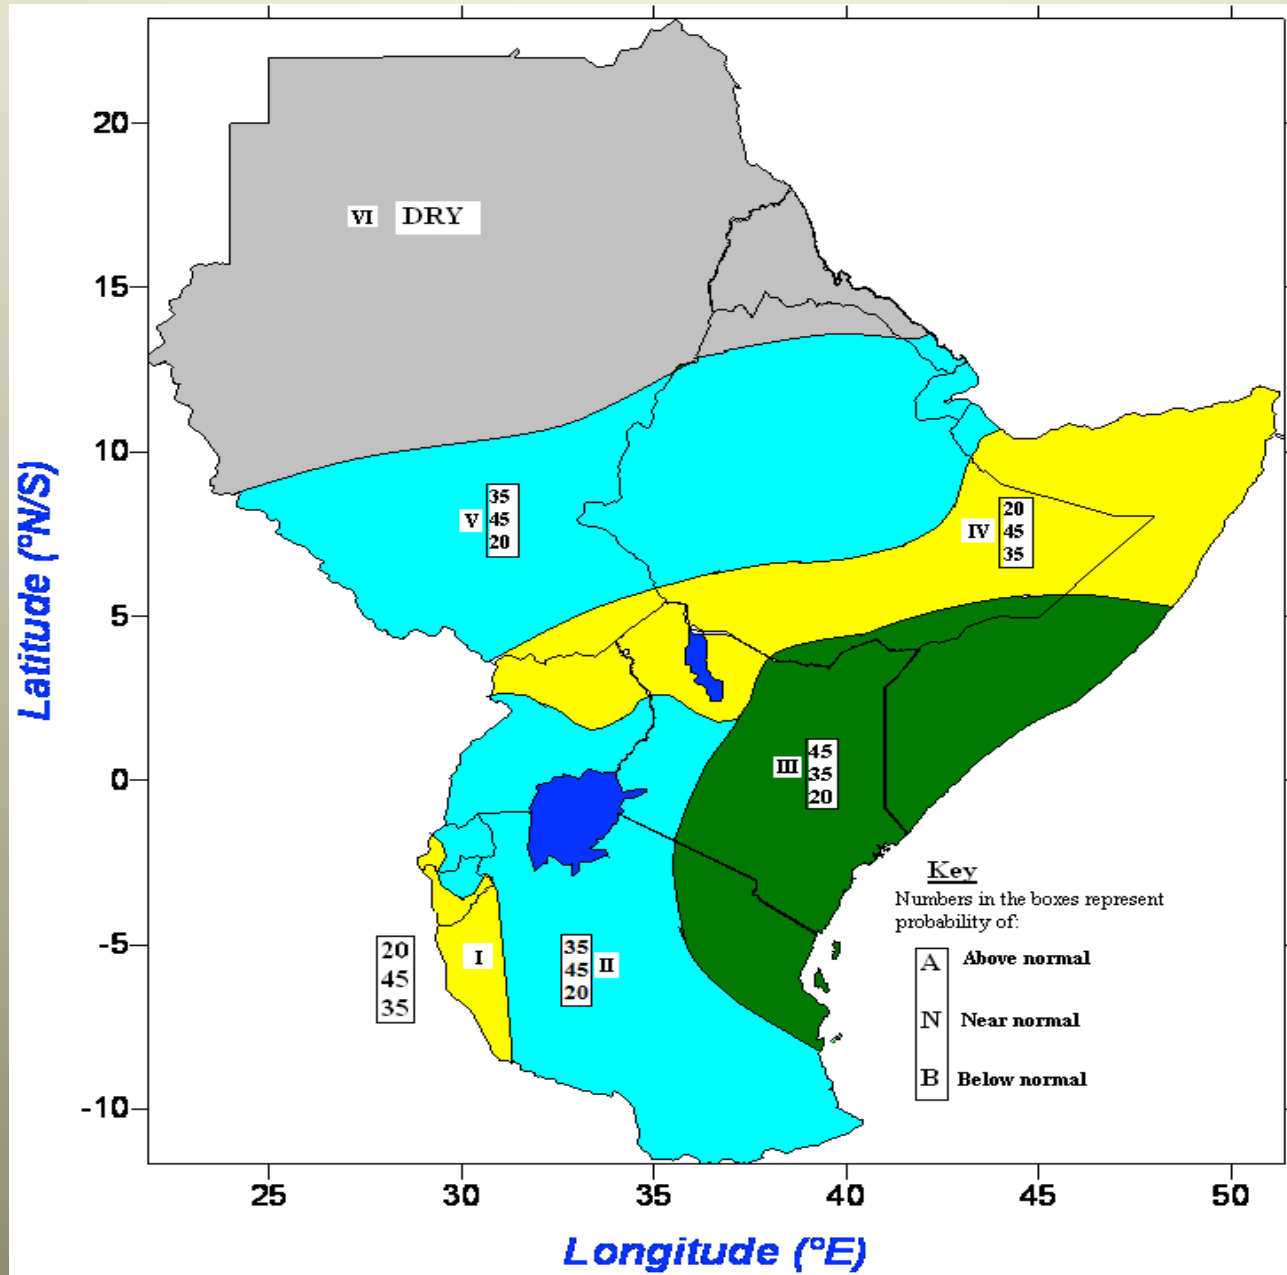 20
15
10
5
0
-5
-10
Latitude (°N/S)
VI DRY
35
V 45
20
20
IV 45
35
45
III 35
20
20
45
35
I
35
45 II
20
Key
Numbers in the boxes represent
probability of:
A Above normal
N Near normal
B Below normal
25 30 35 40 45 50
Longitude (°E)